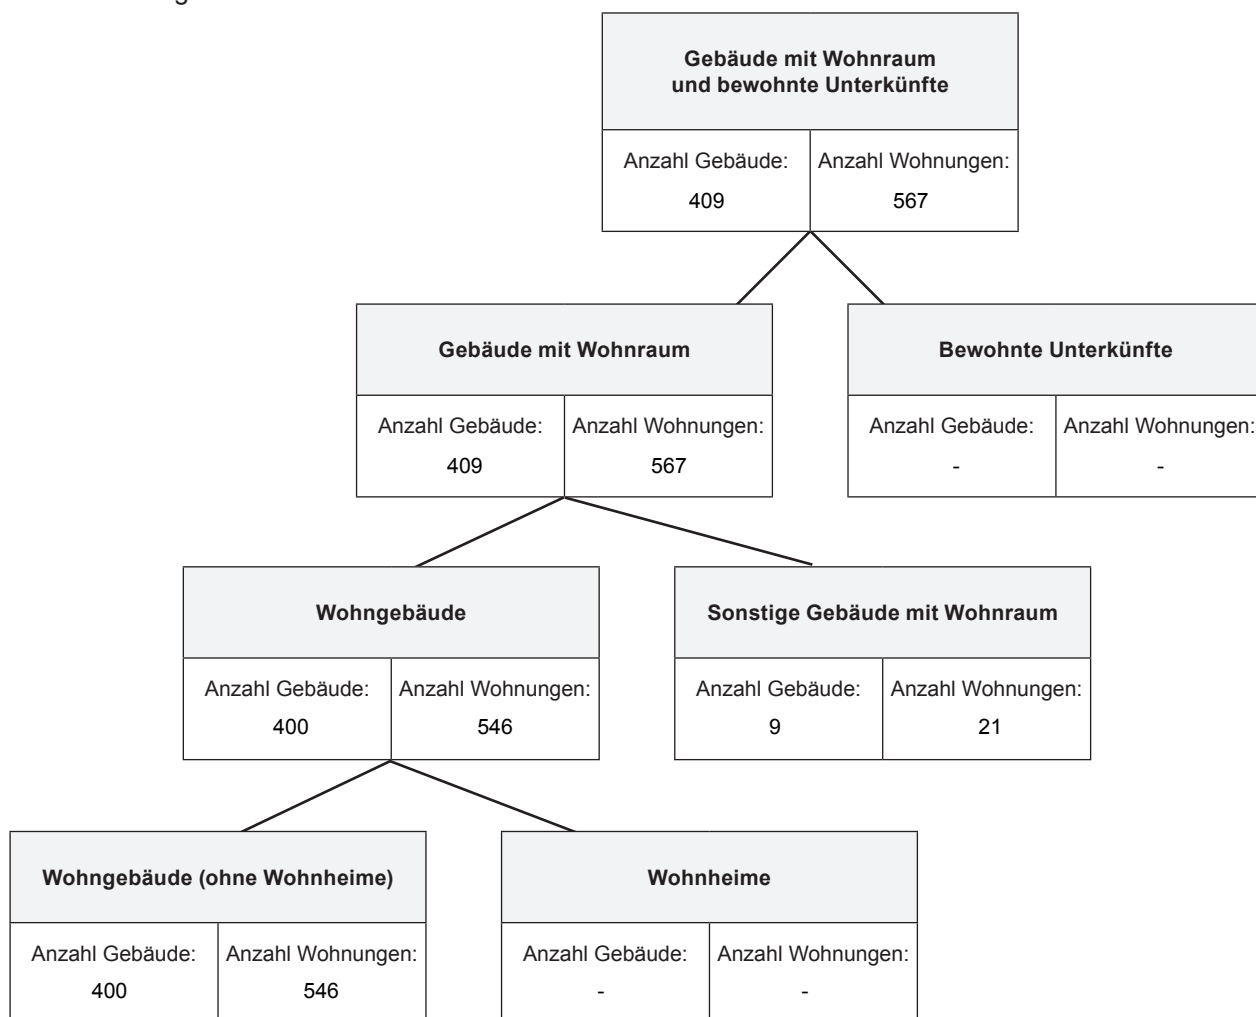 Gebäude mit Wohnraum
und bewohnte Unterkünfte
Anzahl Gebäude: Anzahl Wohnungen:
409 567
Gebäude mit Wohnraum
Anzahl Gebäude: Anzahl Wohnungen:
409 567
Bewohnte Unterkünfte
Anzahl Gebäude: Anzahl Wohnungen:
- -
Wohngebäude
Anzahl Gebäude: Anzahl Wohnungen:
400 546
Sonstige Gebäude mit Wohnraum
Anzahl Gebäude: Anzahl Wohnungen:
9 21
Wohngebäude (ohne Wohnheime)
Anzahl Gebäude: Anzahl Wohnungen:
400 546
Wohnheime
Anzahl Gebäude: Anzahl Wohnungen:
- -